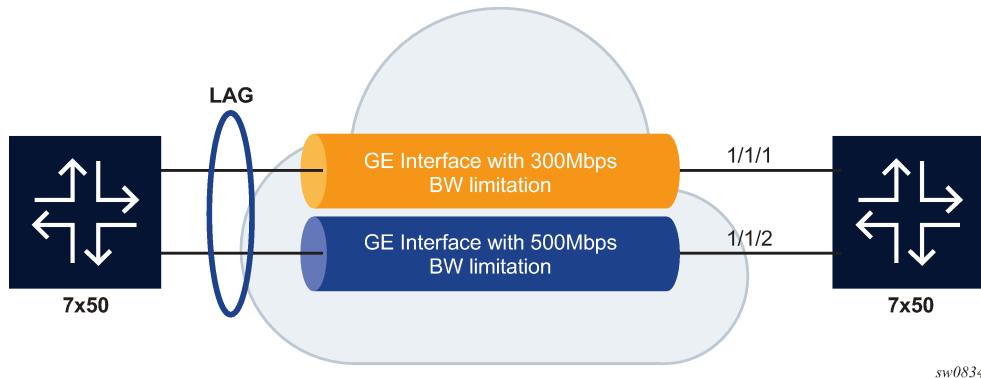 LAG
GE Interface with 300Mbps
BW limitation
1/1/1
GE Interface with 500Mbps
BW limitation
1/1/2
7x50
7x50
sw0834